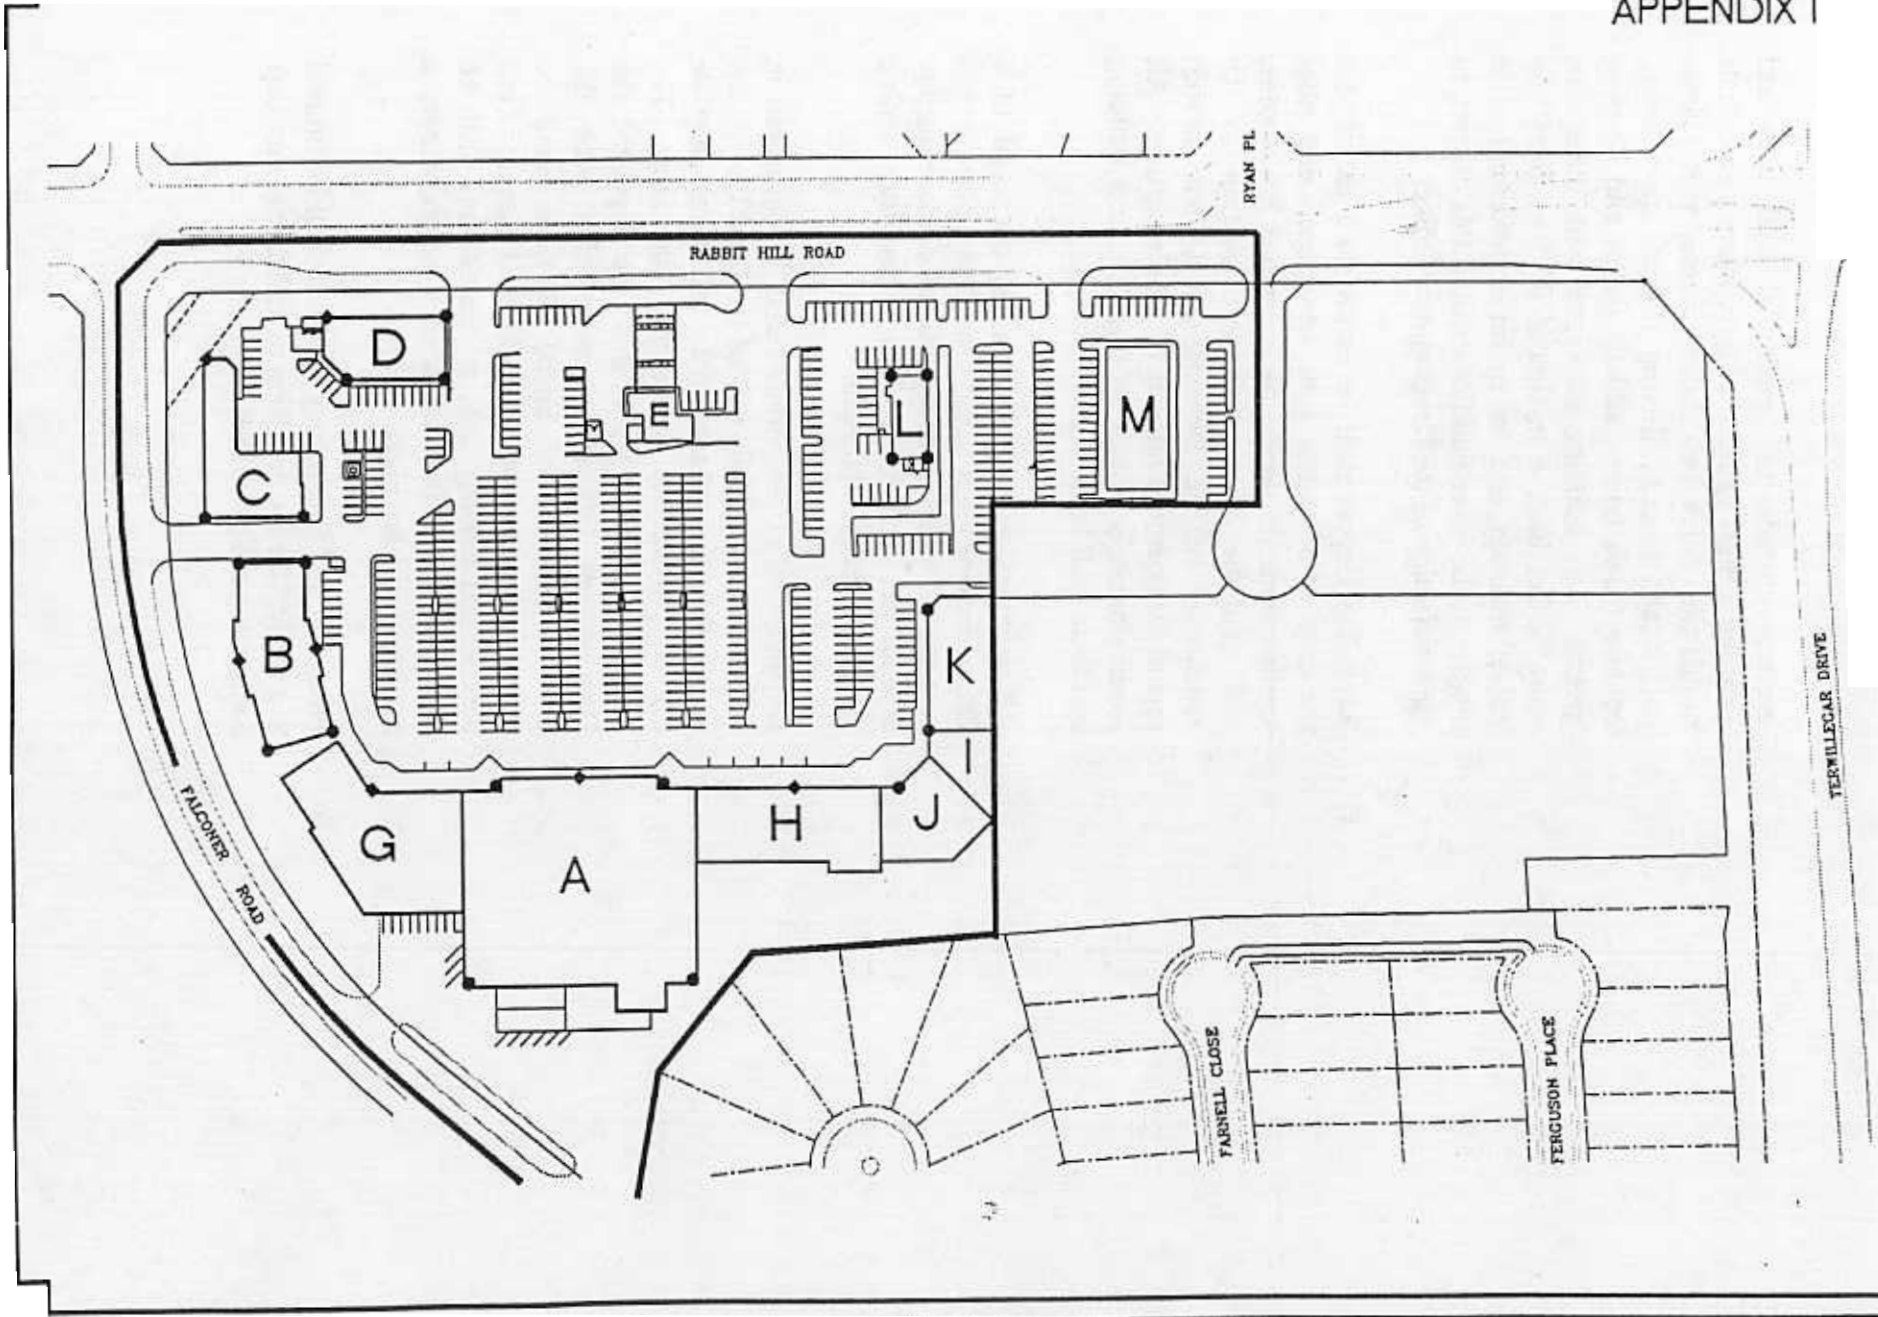 APPENDIX I
RYAN PL
RABBIT HILL ROAD
D
E
L
M
C
B
K
I
G
A
H
J
FALCONER ROAD
TERWILLEGAR DRIVE
FARNELL CLOSE
FERGUSON PLACE